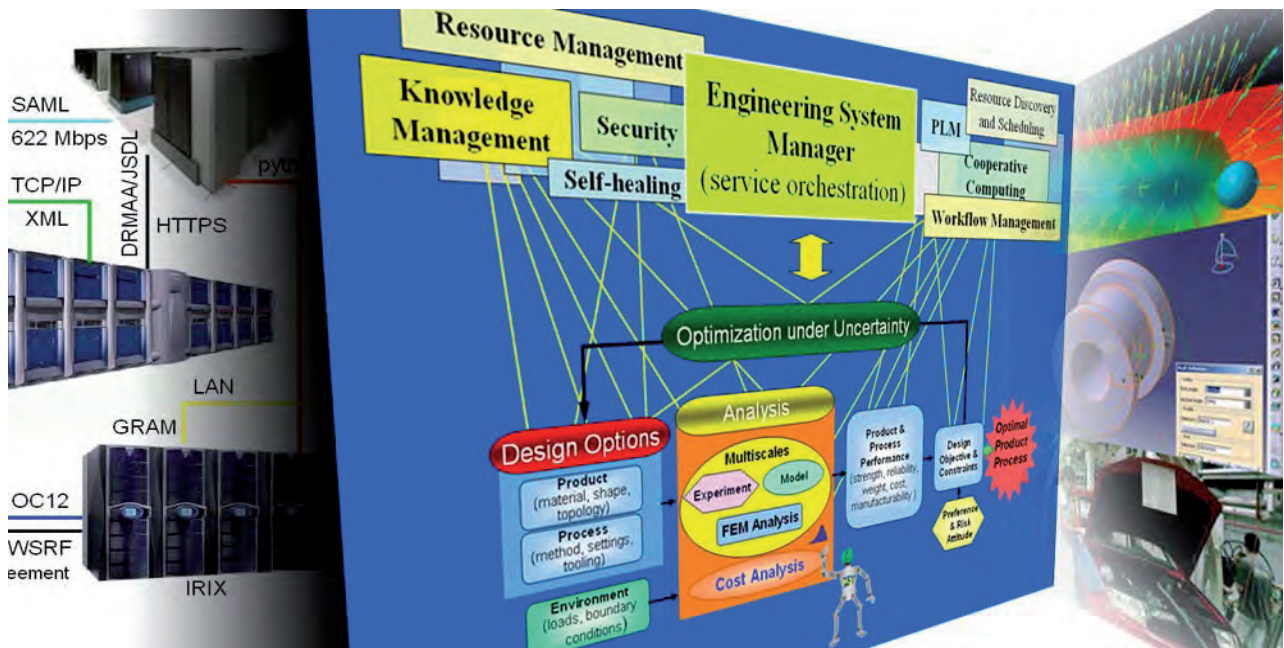 SAML
622 Mbps
TCP/IP
XML
DRMAA/JSDL
HTTPS
LAN
GRAM
OC12
WSRF
eement
IRIX
Resource Management
Knowledge
Management
Security
Self-healing
Engineering System
Manager
(service orchestration)
PLM
Resource Discovery
and Scheduling
Cooperative
Computing
Workflow Management
Optimization under Uncertainty
Design Options
Product
(material, shape,
topology)
Process
(method, settings,
tooling)
Environment
(loads, boundary
conditions)
Analysis
Multiscales
Experiment
Model
FEM Analysis
Cost Analysis
Product &
Process
Performance
(strength, reliability,
weight, cost,
manufacturability)
Design
Objective &
Constraints
Preference
& Risk
Attitude
Optimal
Product
Process